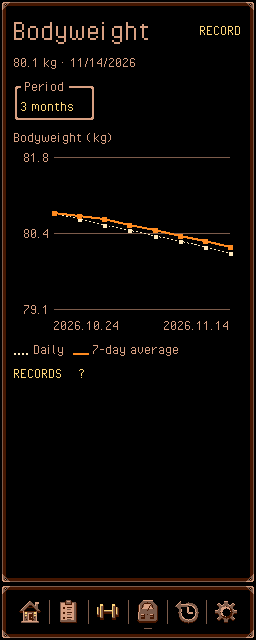 Bodyweight
RECORD
80.1 kg · 11/14/2026
Period
3 months
Bodyweight (kg)
81.8
80.4
79.1
2026.10.24
2026.11.14
Daily
7-day average
RECORDS ?